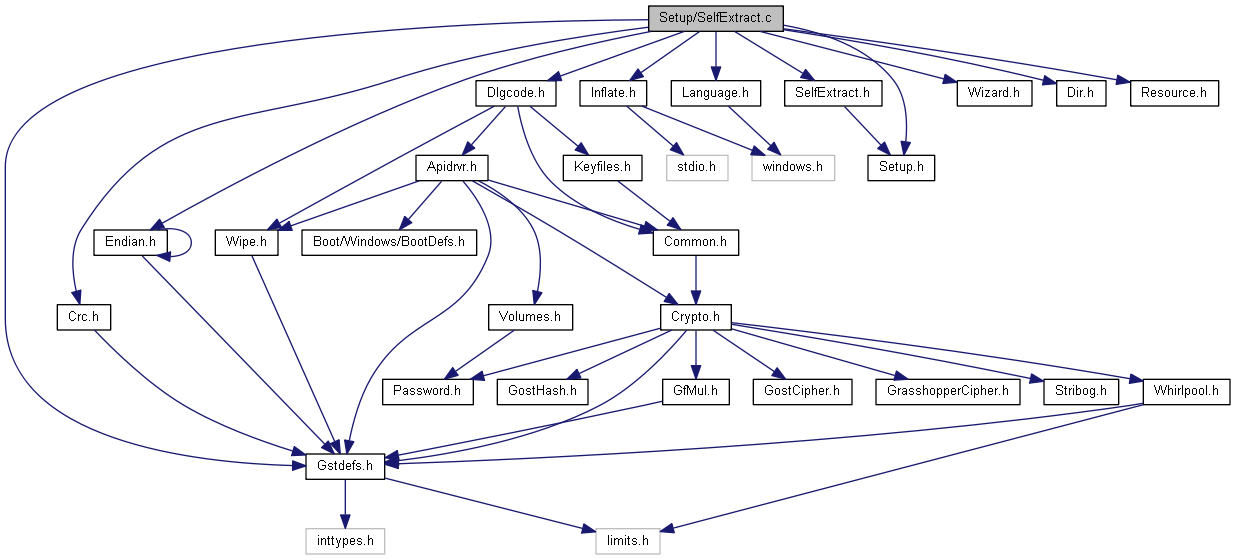 Setup/SelfExtract.c
Dlgcode.h
Inflate.h
Language.h
SelfExtract.h
Wizard.h
Dir.h
Resource.h
Apidrvr.h
Keyfiles.h
stdio.h
windows.h
Setup.h
Endian.h
Wipe.h
Boot/Windows/BootDefs.h
Common.h
Crc.h
Volumes.h
Crypto.h
Password.h
GostHash.h
GfMul.h
GostCipher.h
GrasshopperCipher.h
Stribog.h
Whirlpool.h
Gstdefs.h
inttypes.h
limits.h